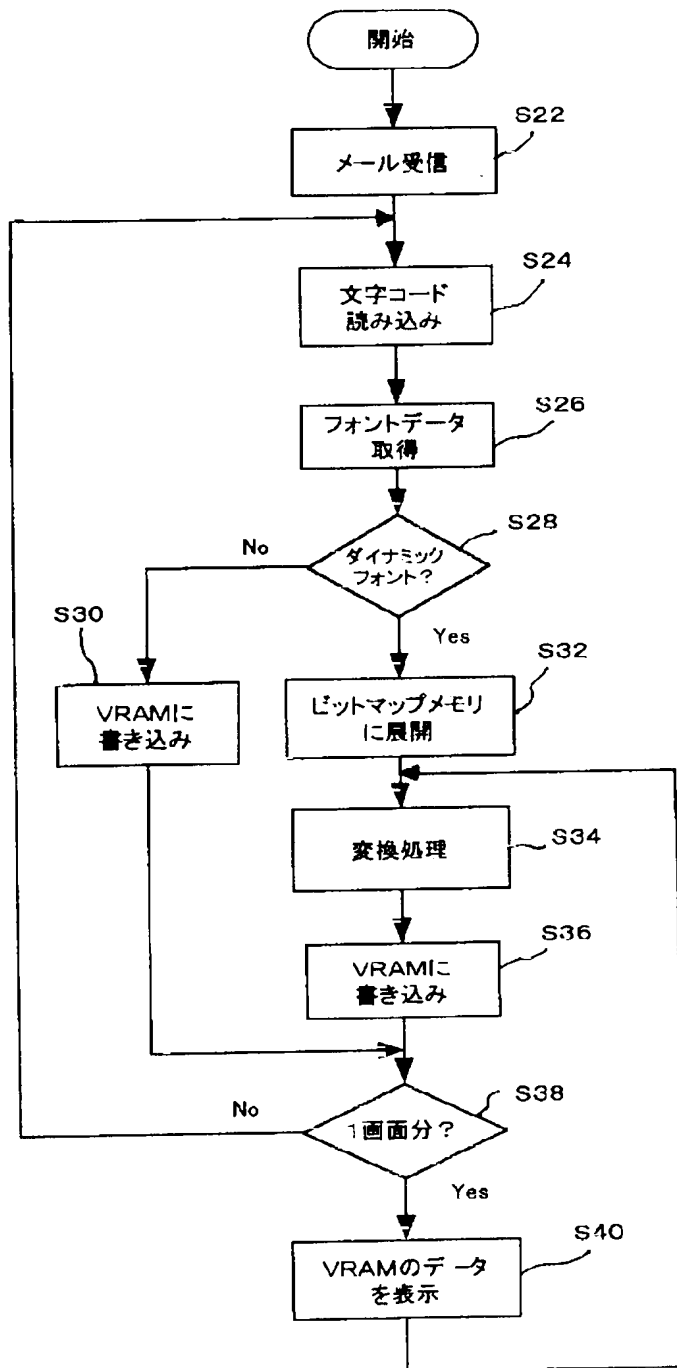 開始
S22
メール受信
S24
文字コード
読み込み
S26
フォントデータ
取得
S28
ダイナミック
フォント？
No
Yes
S30
VRAMに
書き込み
S32
ビットマップメモリ
に展開
S34
変換処理
S36
VRAMに
書き込み
S38
1画面分？
No
Yes
S40
VRAMのデータ
を表示